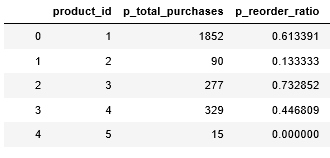 product_id p_total_purchases p_reorder_ratio
0 1 1852 0.613391
1 2 90 0.133333
2 3 277 0.732852
3 4 329 0.446809
4 5 15 0.000000